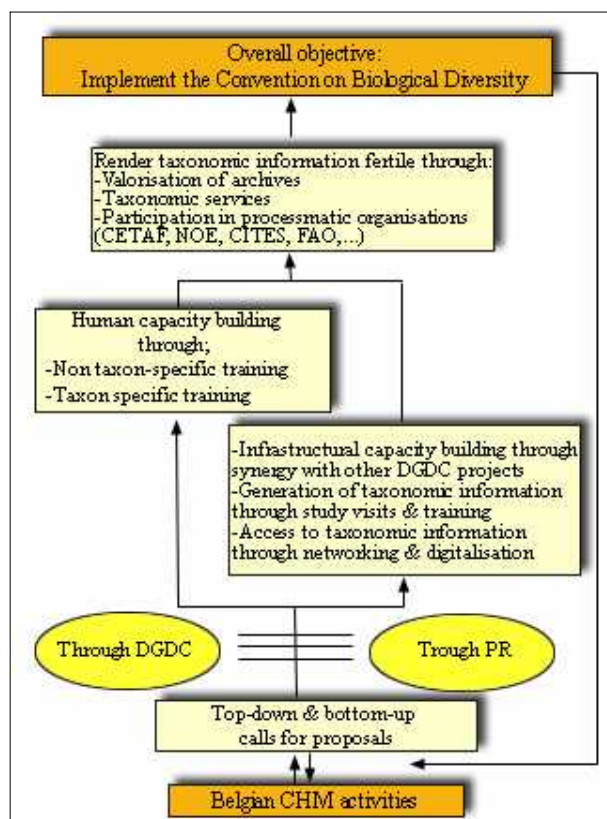 Overall objective:
Implement the Convention on Biological Diversity
Render taxonomic information fertile through:
-Valorisation of archives
-Taxonomic services
-Participation in processmatic organisations
(CETAF, NOE, CITES, FAO,...)
Human capacity building
through;
-Non taxon-specific training
-Taxon specific training
-Infrastructural capacity building through
synergy with other DGDC projects
-Generation of taxonomic information
through study visits & training
-Access to taxonomic information
through networking & digitalisation
Through DGDC
Trough PR
Top-down & bottom-up
calls for proposals
Belgian CHM activities